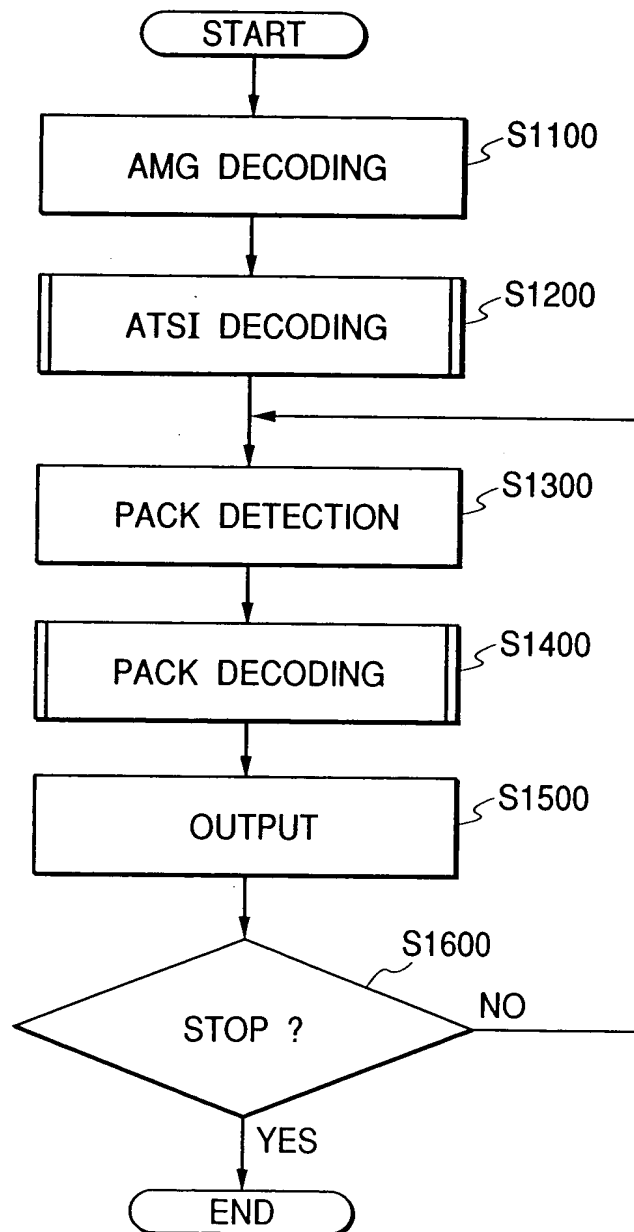 START
AMG DECODING
S1100
ATSI DECODING
S1200
PACK DETECTION
S1300
PACK DECODING
S1400
OUTPUT
S1500
STOP ?
S1600
NO
YES
END